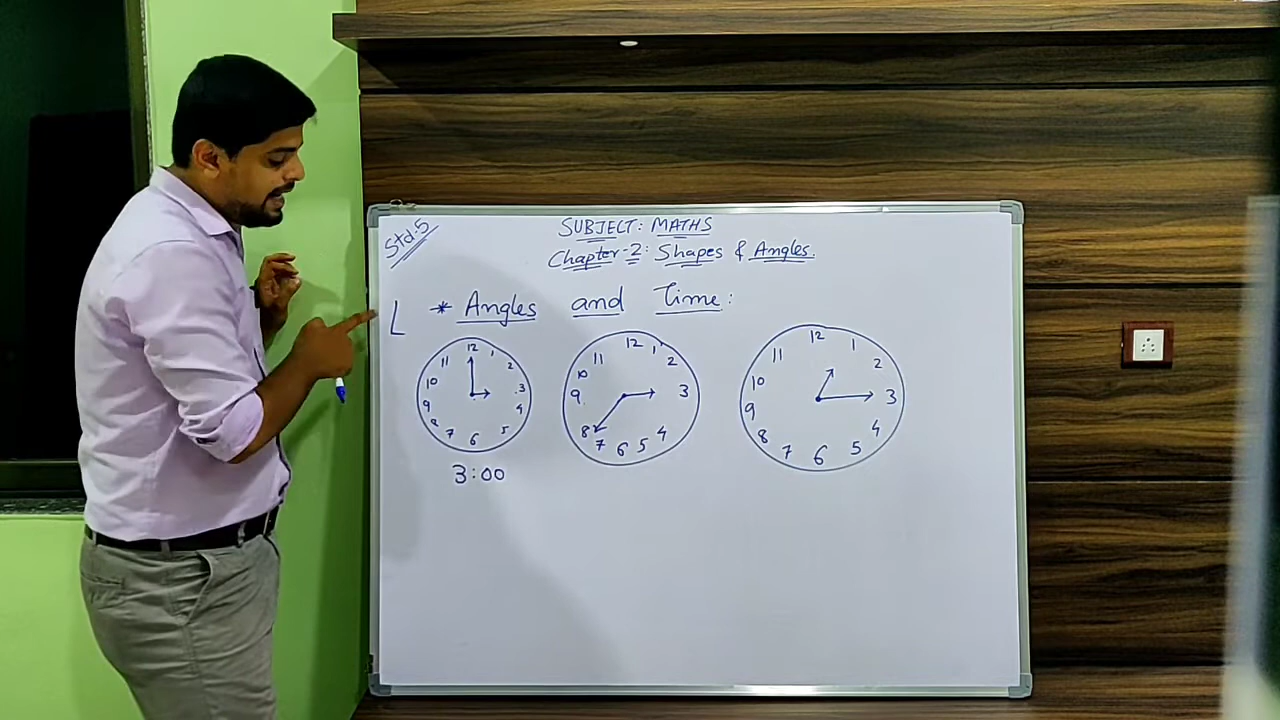 Std.5
SUBJECT: MATHS
Chapter-2: Shapes & Angles.
* Angles and Time:
12 1 2 3 4 5 6 7 8 9 10 11
12 1 2 3 4 5 6 7 8 9 10 11
12 1 2 3 4 5 6 7 8 9 10 11
3:00